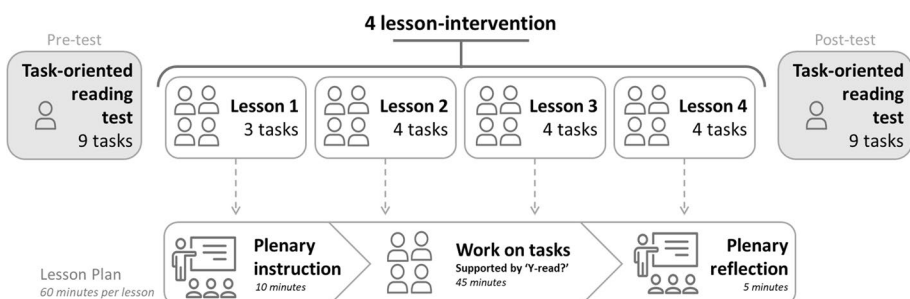 4 lesson-intervention
Pre-test
Task-oriented
reading
test
9 tasks
Lesson 1
3 tasks
Lesson 2
4 tasks
Lesson 3
4 tasks
Lesson 4
4 tasks
Post-test
Task-oriented
reading
test
9 tasks
Lesson Plan
60 minutes per lesson
Plenary
instruction
10 minutes
Work on tasks
Supported by 'Y-read?'
45 minutes
Plenary
reflection
5 minutes